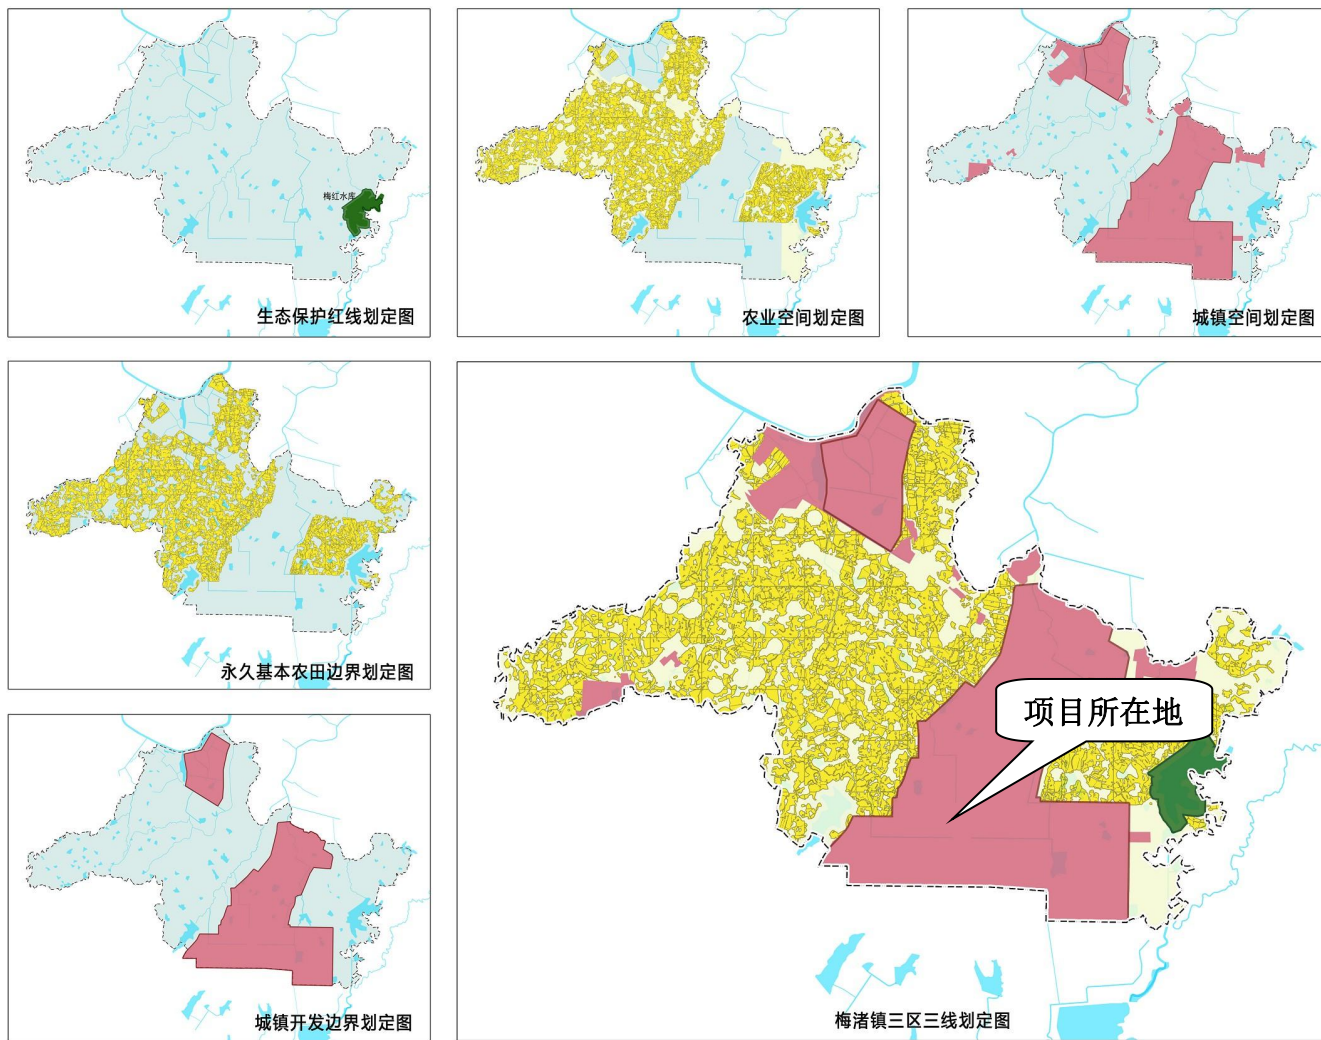 梅红水库
生态保护红线划定图
农业空间划定图
城镇空间划定图
永久基本农田边界划定图
城镇开发边界划定图
项目所在地
梅渚镇三区三线划定图